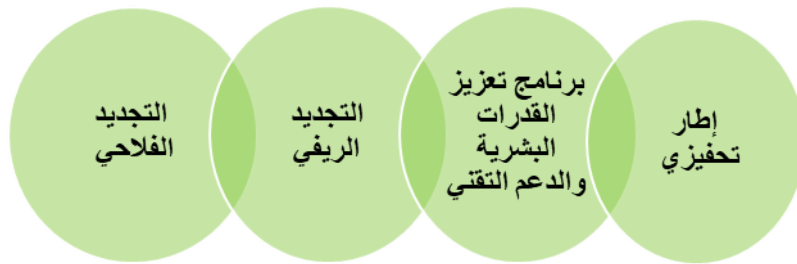 إطار
تحفيزي
برنامج تعزيز
القدرات
البشرية
والدعم التقني
التجديد
الريفي
التجديد
الفلاحي